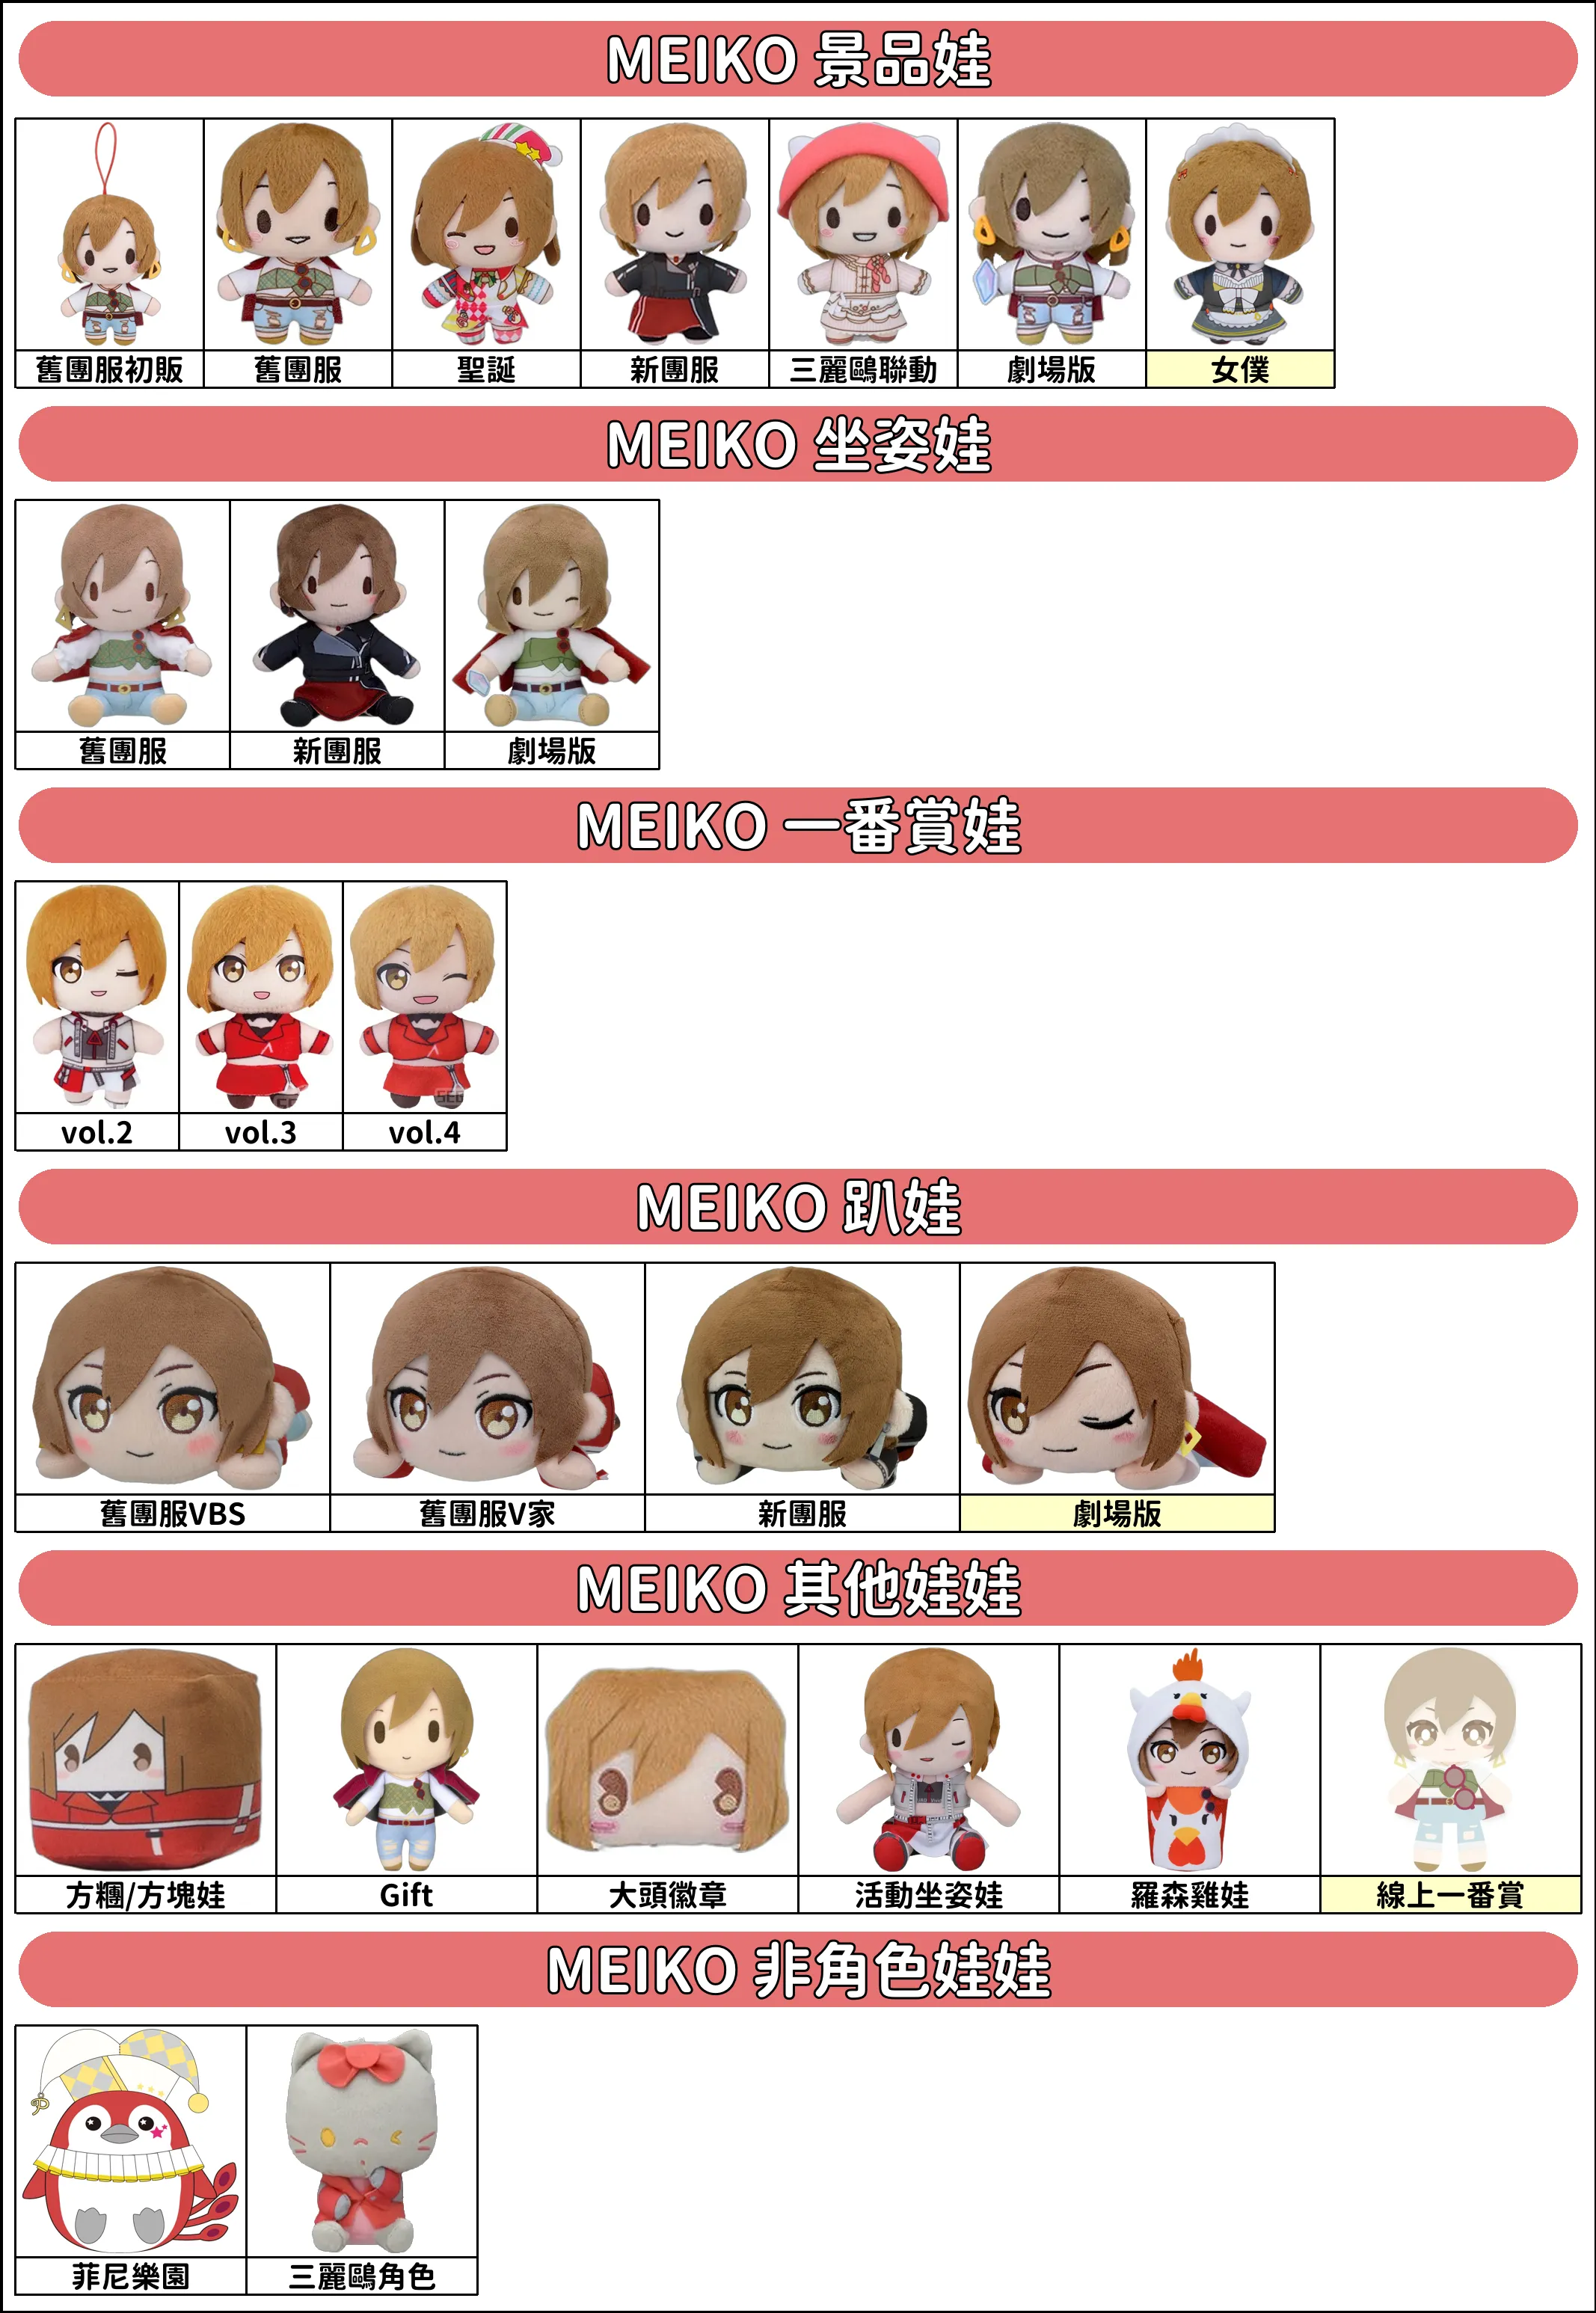 MEIKO 景品娃
舊團服初販
舊團服
聖誕
新團服
三麗鷗聯動
劇場版
女僕
MEIKO 坐姿娃
舊團服
新團服
劇場版
MEIKO 一番賞娃
vol.2
vol.3
vol.4
MEIKO 趴娃
舊團服VBS
舊團服V家
新團服
劇場版
MEIKO 其他娃娃
方糰/方塊娃
Gift
大頭徽章
活動坐姿娃
羅森雞娃
線上一番賞
MEIKO 非角色娃娃
菲尼樂園
三麗鷗角色